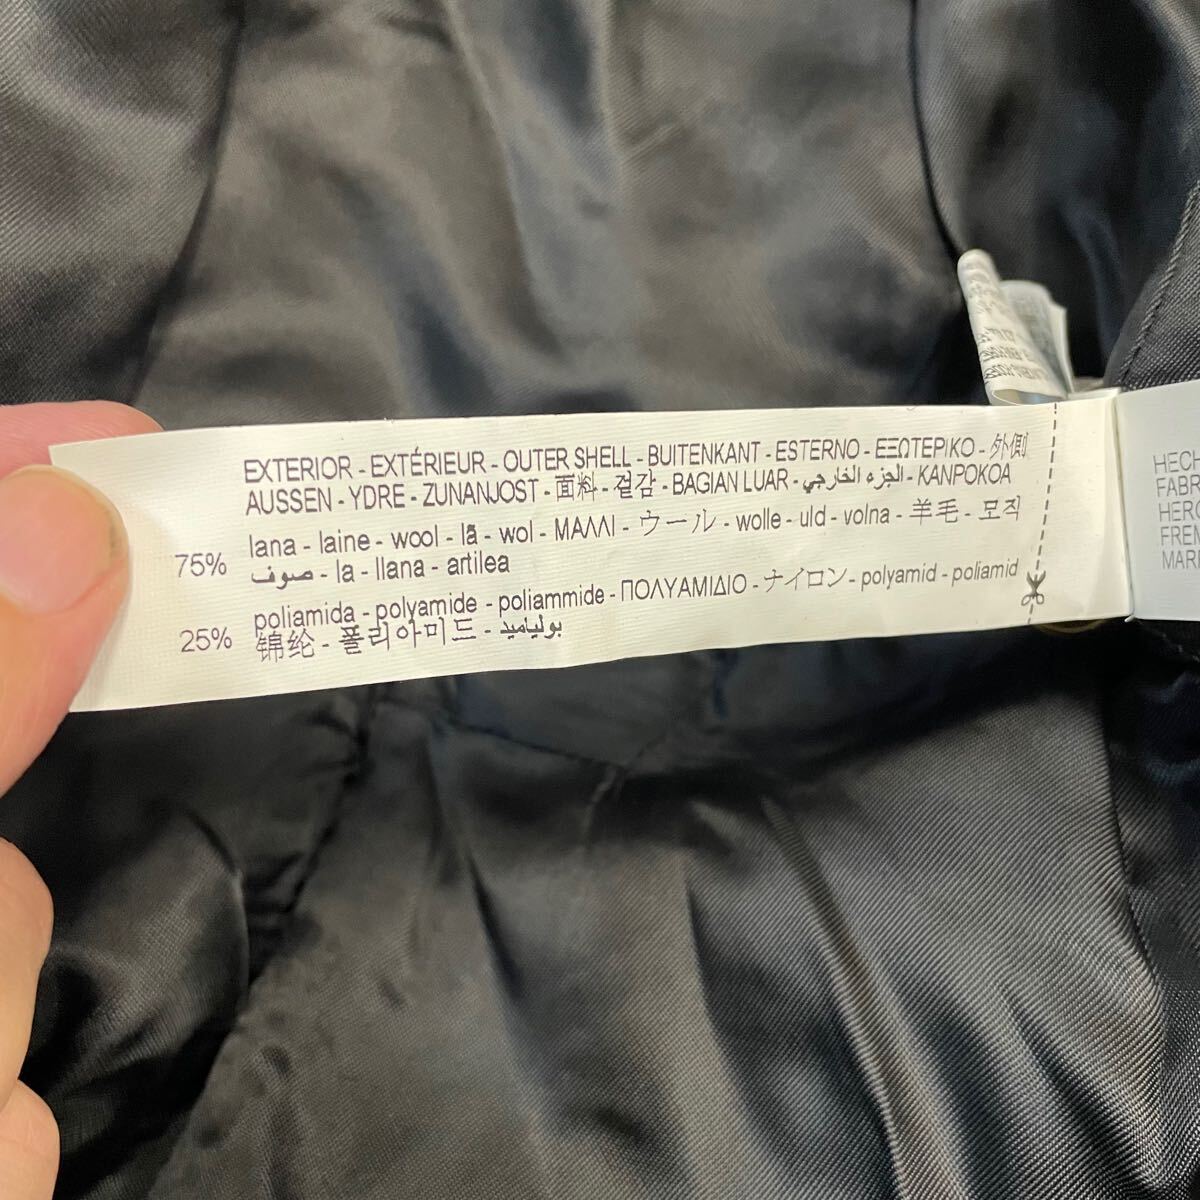 EXTERIOR - EXTÉRIEUR - OUTER SHELL - BUITENKANT - ESTERNO - ΕΞΩΤΕΡΙΚΟ - 外側
AUSSEN - YDRE - ZUNANJOST - 面料 - 겉감 - BAGIAN LUAR - الجزء الخارجي - KANPOKOA
75% lana - laine - wool - lã - wol - ΜΑΛΛΙ - ウール - wolle - uld - volna - 羊毛 - 모직
صوف - la - llana - artilea
25% poliamida - polyamide - poliammide - ΠΟΛΥΑΜΙΔΙΟ - ナイロン - polyamid - poliamid
锦纶 - 폴리아미드 - بولياميد
HECH
FABR
HERG
FREM
MARK